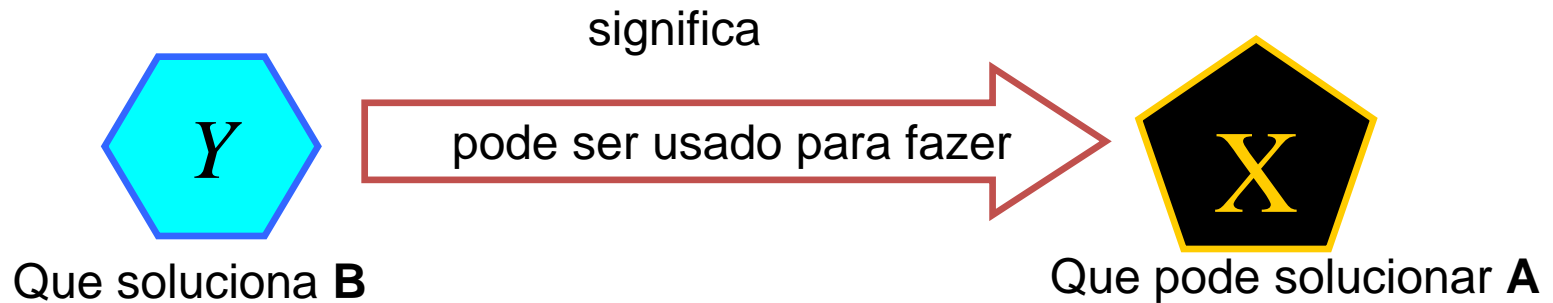 significa
Y
pode ser usado para fazer
X
Que soluciona B
Que pode solucionar A